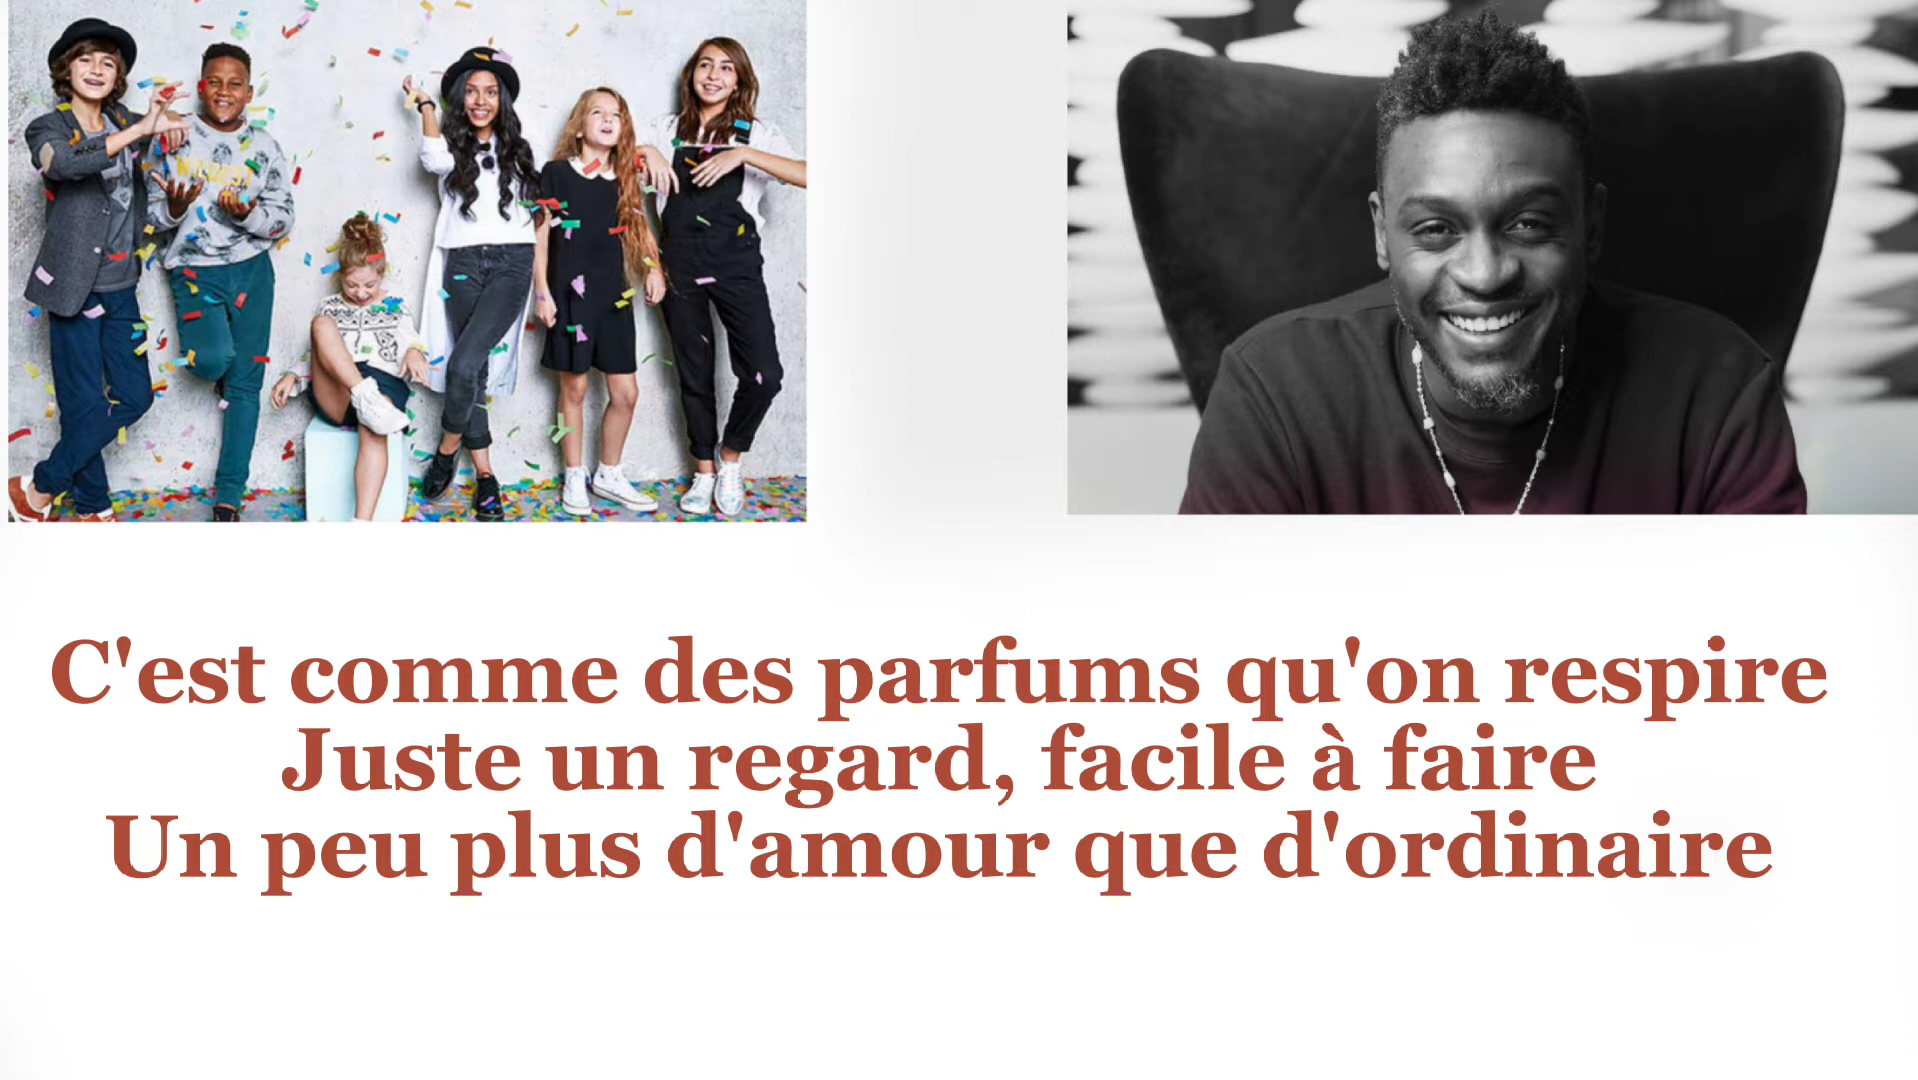 C'est comme des parfums qu'on respire
Juste un regard, facile à faire
Un peu plus d'amour que d'ordinaire